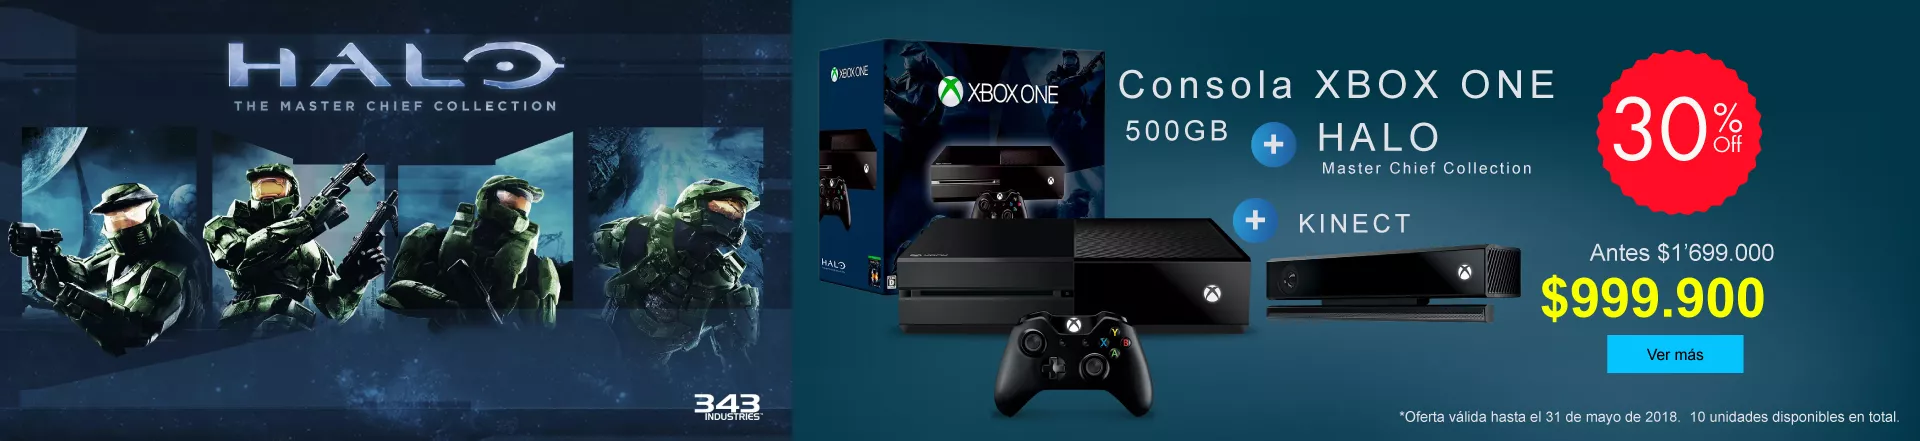 HALO
THE MASTER CHIEF COLLECTION
343
INDUSTRIES
XBOX ONE
XBOX ONE
HALO
Consola XBOX ONE
500GB + HALO
Master Chief Collection
+ KINECT
30% Off
Antes $1’699.000
$999.900
Ver más
X Y B A
*Oferta válida hasta el 31 de mayo de 2018. 10 unidades disponibles en total.